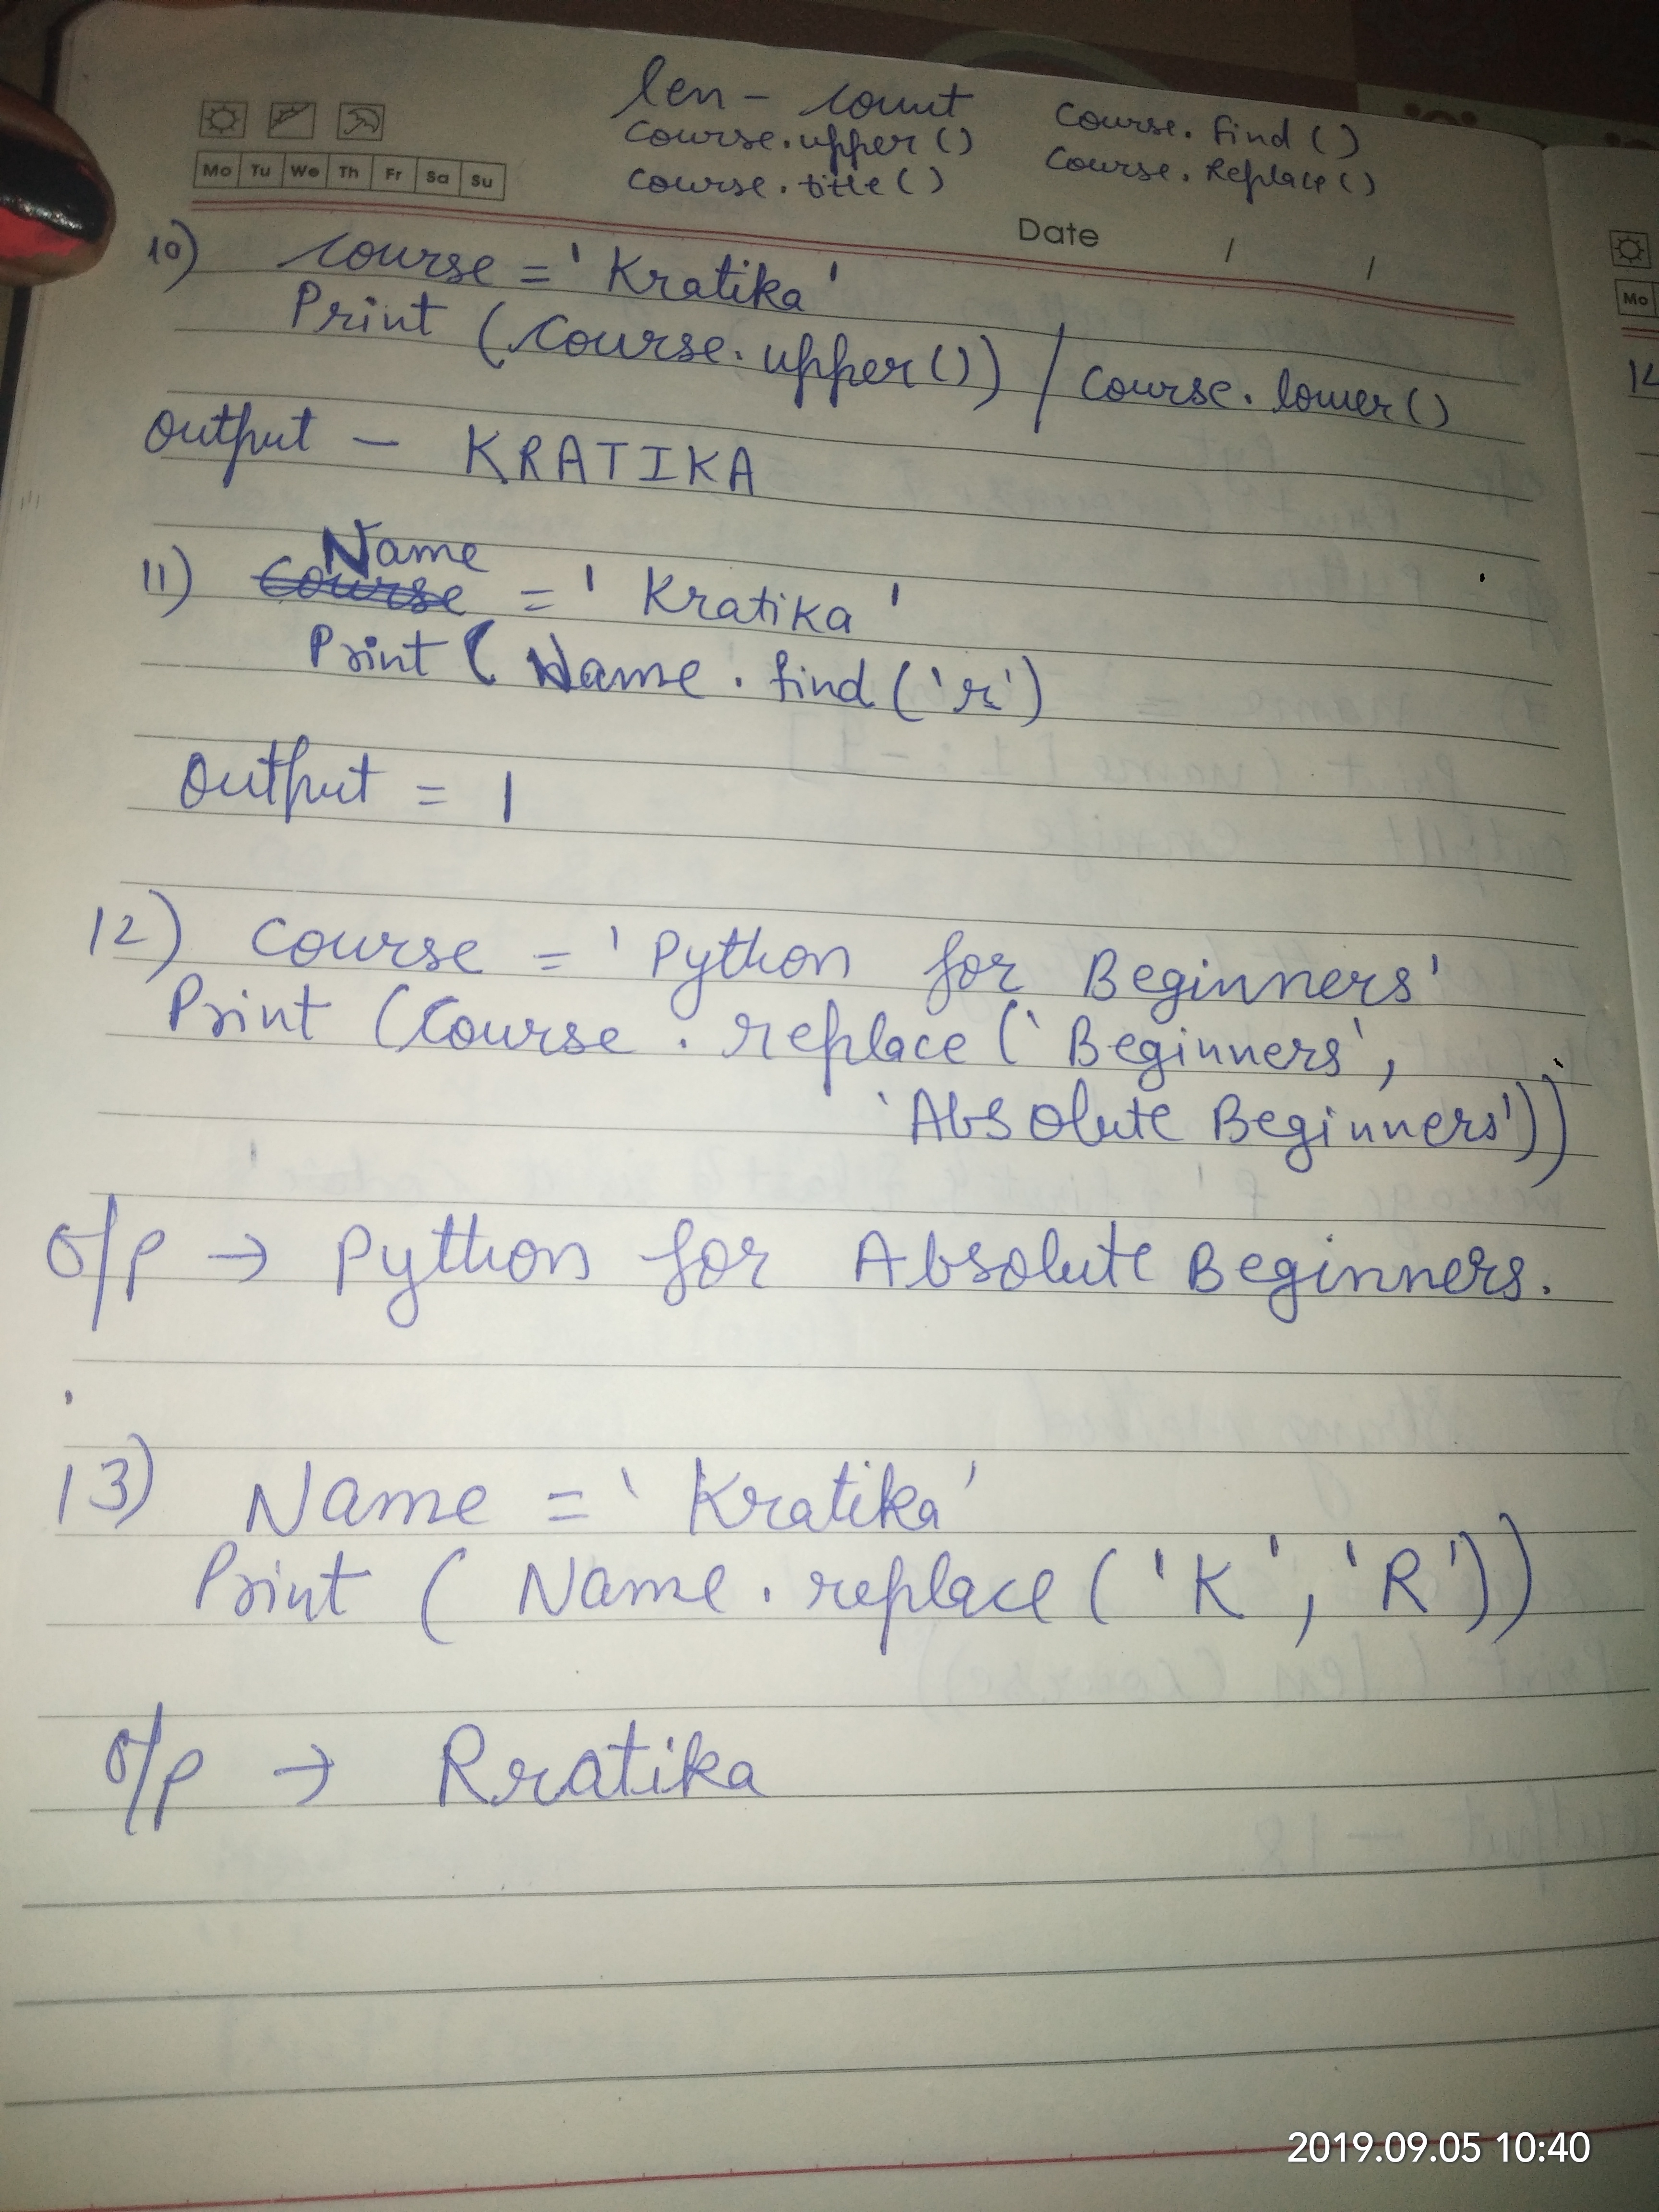 len - count
Course.upper()
Course.title()
Course.find()
Course.Replace()
Mo Tu We Th Fr Sa Su
Date / /
10) Course = 'Kratika'
Print (Course.upper()) / Course.lower()
Output - KRATIKA
Name
11) Course = 'Kratika'
Print (Name.find('r')
Output = 1
12) Course = 'Python for Beginners'
Print (Course.replace('Beginners',
'Absolute Beginners'))
O/P → Python for Absolute Beginners.
13) Name = 'Kratika'
Print (Name.replace('K','R'))
O/P → Rratika
Mo
2019.09.05 10:40